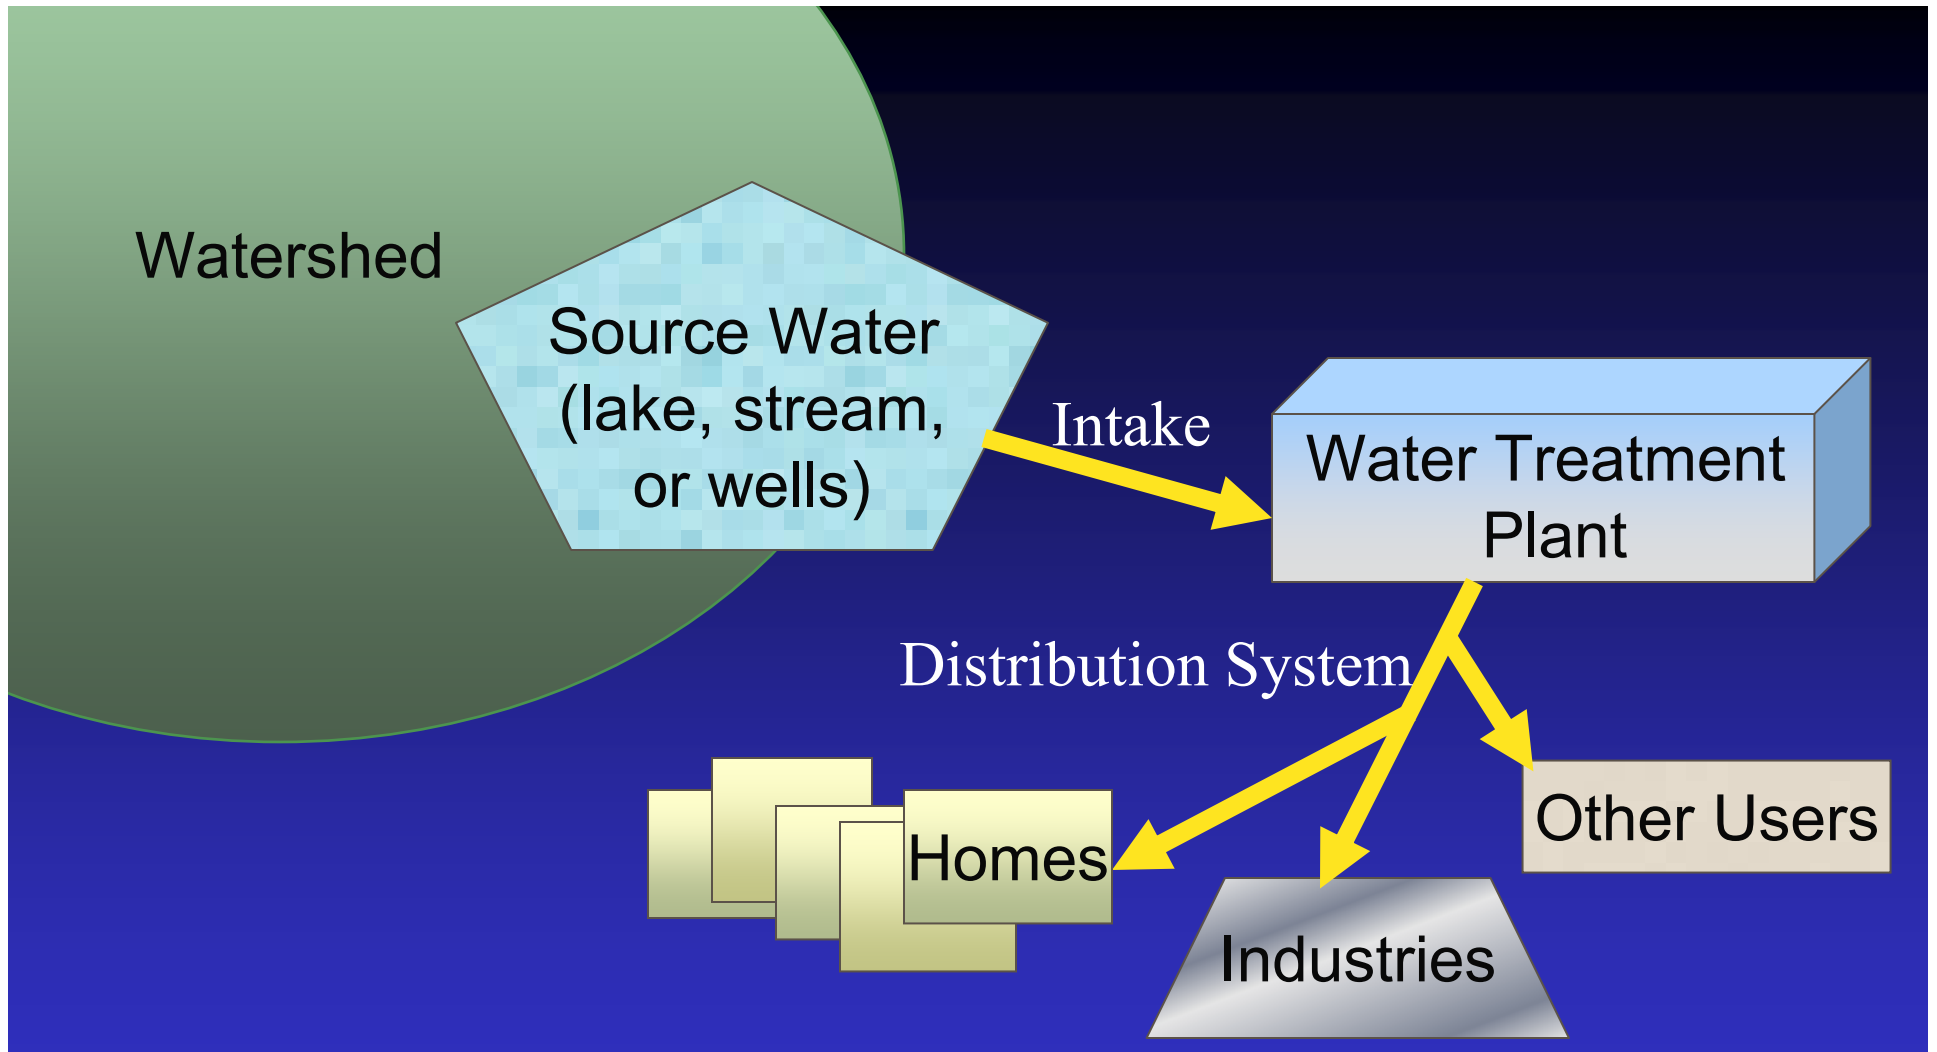 Watershed
Source Water
(lake, stream,
or wells)
Intake
Water Treatment
Plant
Distribution System
Homes
Other Users
Industries